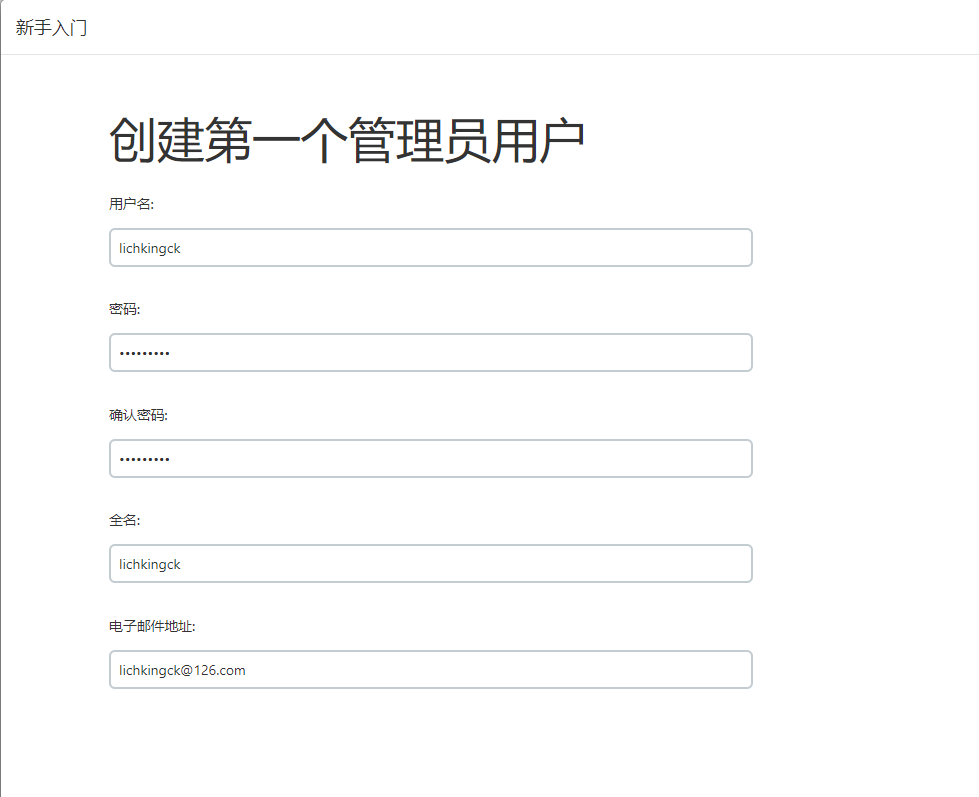 新手入门
创建第一个管理员用户
用户名:
lichkingck
密码:
•••••••••
确认密码:
•••••••••
全名:
lichkingck
电子邮件地址:
lichkingck@126.com